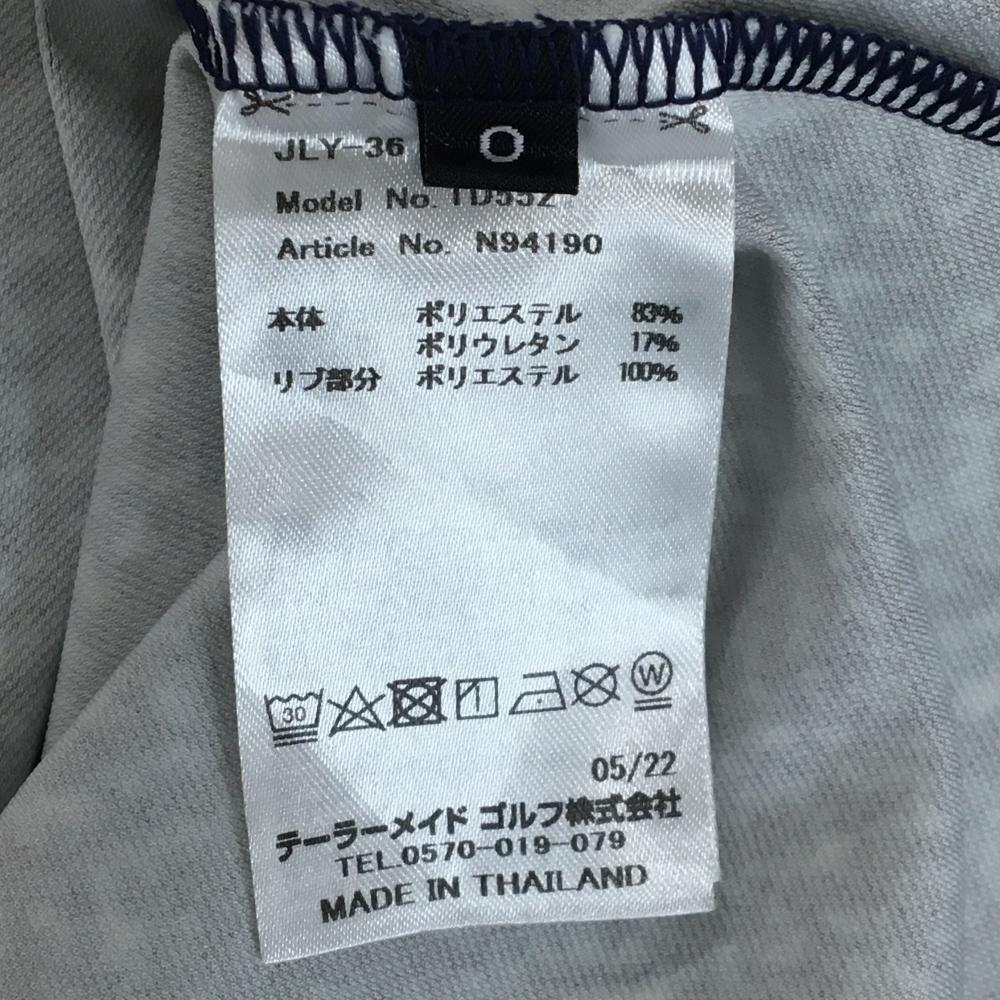 O
JLY-36
Model No. TD552
Article No. N94190
本体 ポリエステル 83%
ポリウレタン 17%
リブ部分 ポリエステル 100%
30
W
05/22
テーラーメイド ゴルフ株式会社
TEL.0570-019-079
MADE IN THAILAND